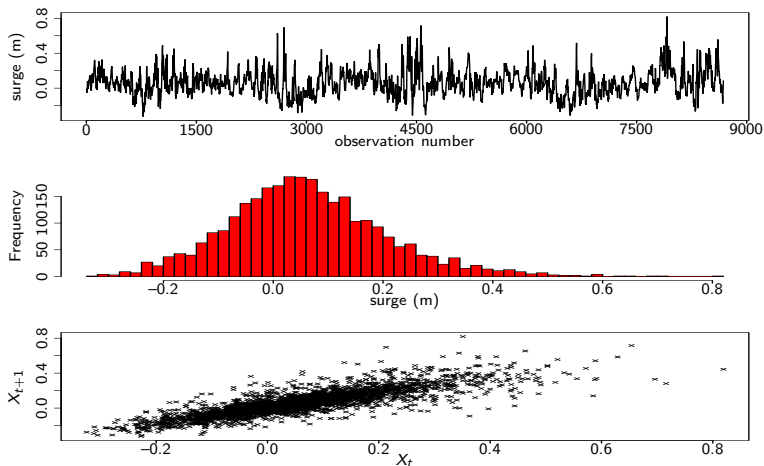 surge (m)
0.0 0.4 0.8
0 1500 3000 4500 6000 7500 9000
observation number
Frequency
0 50 100 150
−0.2 0.0 0.2 0.4 0.6 0.8
surge (m)
Xt+1
0.0 0.4 0.8
−0.2 0.0 0.2 0.4 0.6 0.8
Xt